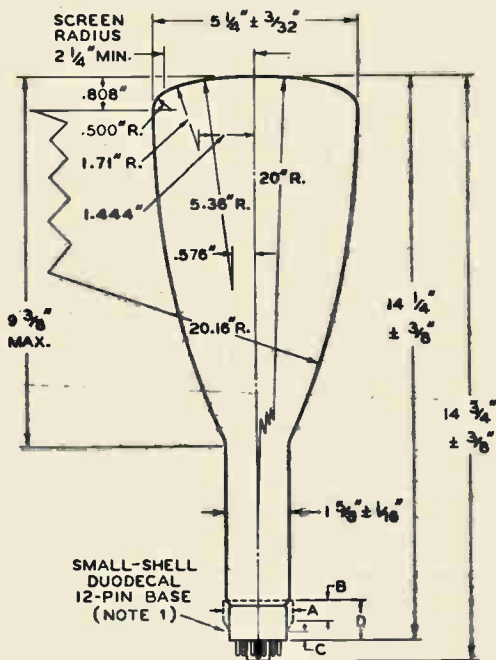 SCREEN
RADIUS
2 1/4" MIN.
5 1/4" ± 3/32"
.808"
.500" R.
1.71" R.
1.444"
5.36" R.
20" R.
.576"
20.16" R.
9 3/8"
MAX.
14 1/4"
± 3/8"
14 3/4"
± 3/8"
1 5/8" ± 1/16"
SMALL-SHELL
DUODECAL
12-PIN BASE
(NOTE 1)
B
A
D
C